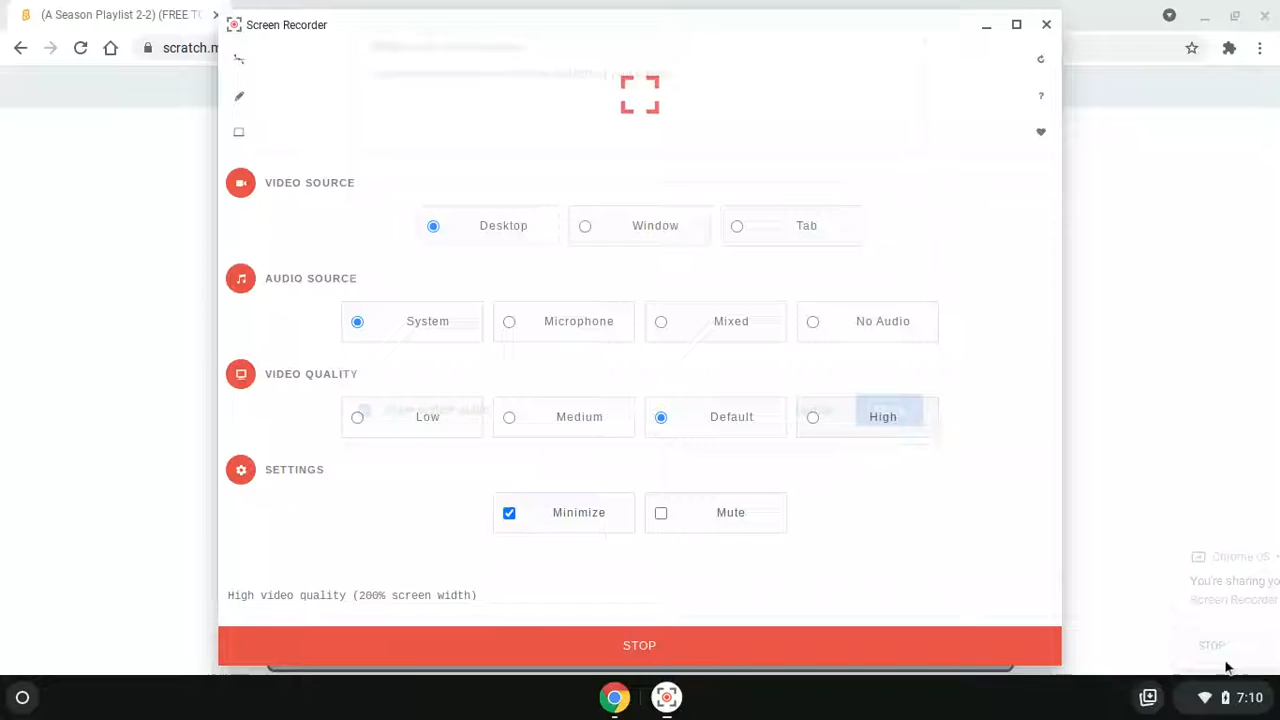 (A Season Playlist 2-2) (FREE TO
Screen Recorder
scratch.m
?
VIDEO SOURCE
Desktop
Window
Tab
AUDIO SOURCE
System
Microphone
Mixed
No Audio
VIDEO QUALITY
Low
Medium
Default
High
SETTINGS
Minimize
Mute
Chrome OS
You're sharing yo
Screen Recorder
STOP
High video quality (200% screen width)
STOP
7:10